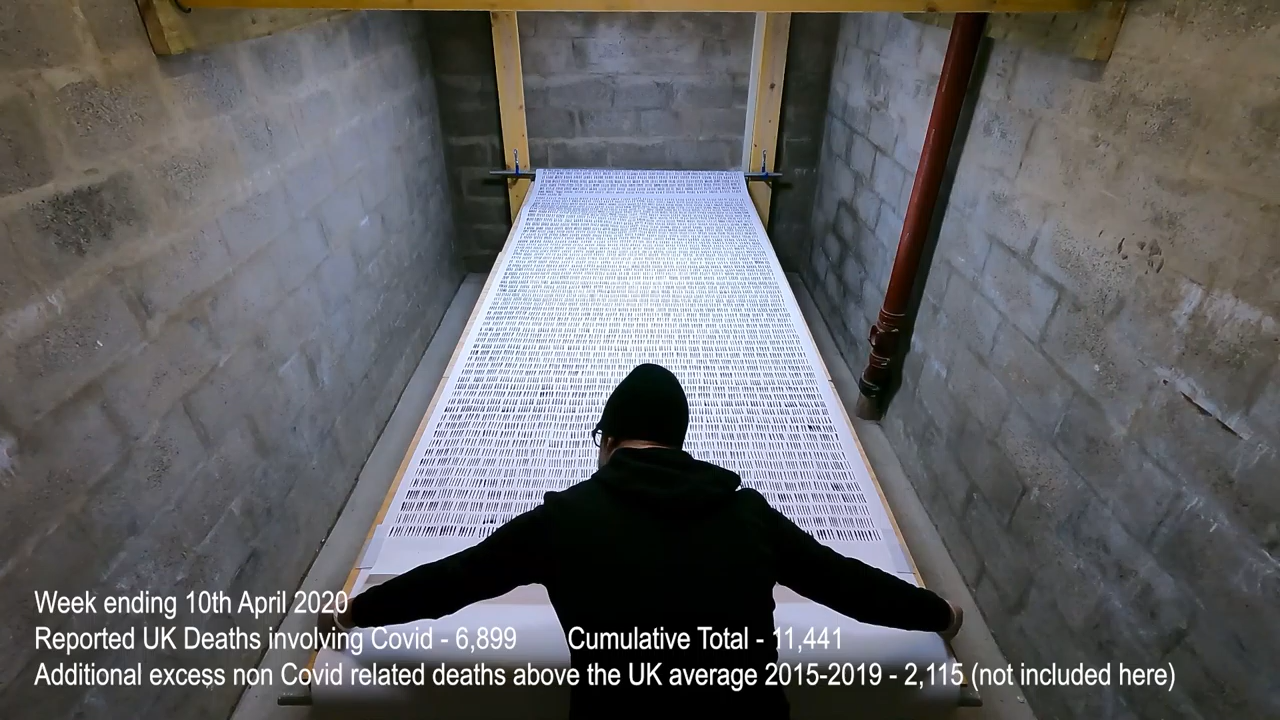 Week ending 10th April 2020
Reported UK Deaths involving Covid - 6,899 Cumulative Total - 11,441
Additional excess non Covid related deaths above the UK average 2015-2019 - 2,115 (not included here)